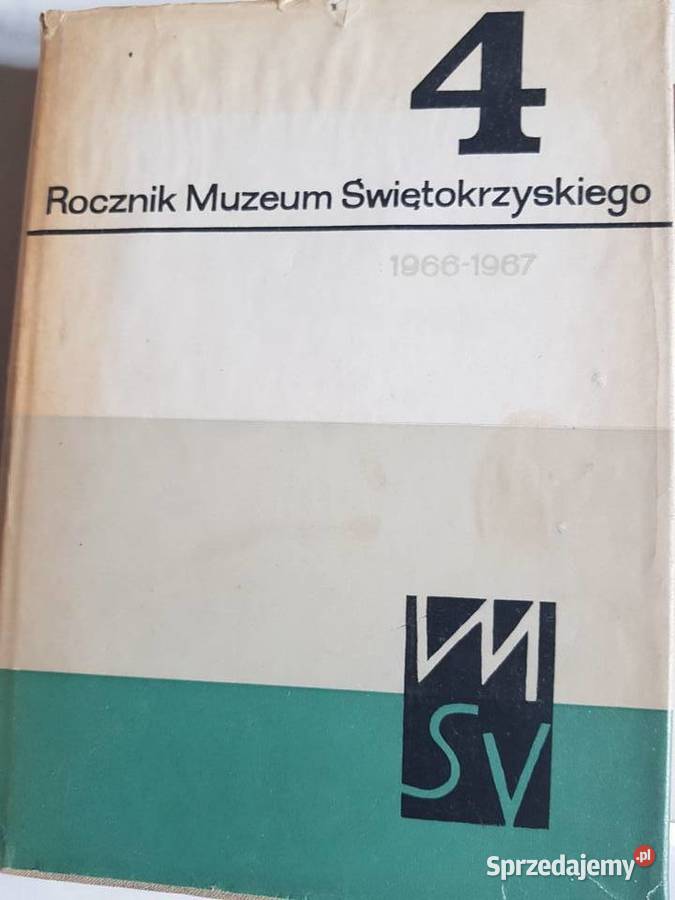 4
Rocznik Muzeum Świętokrzyskiego
1966-1967
M
SV
Sprzedajemy.pl